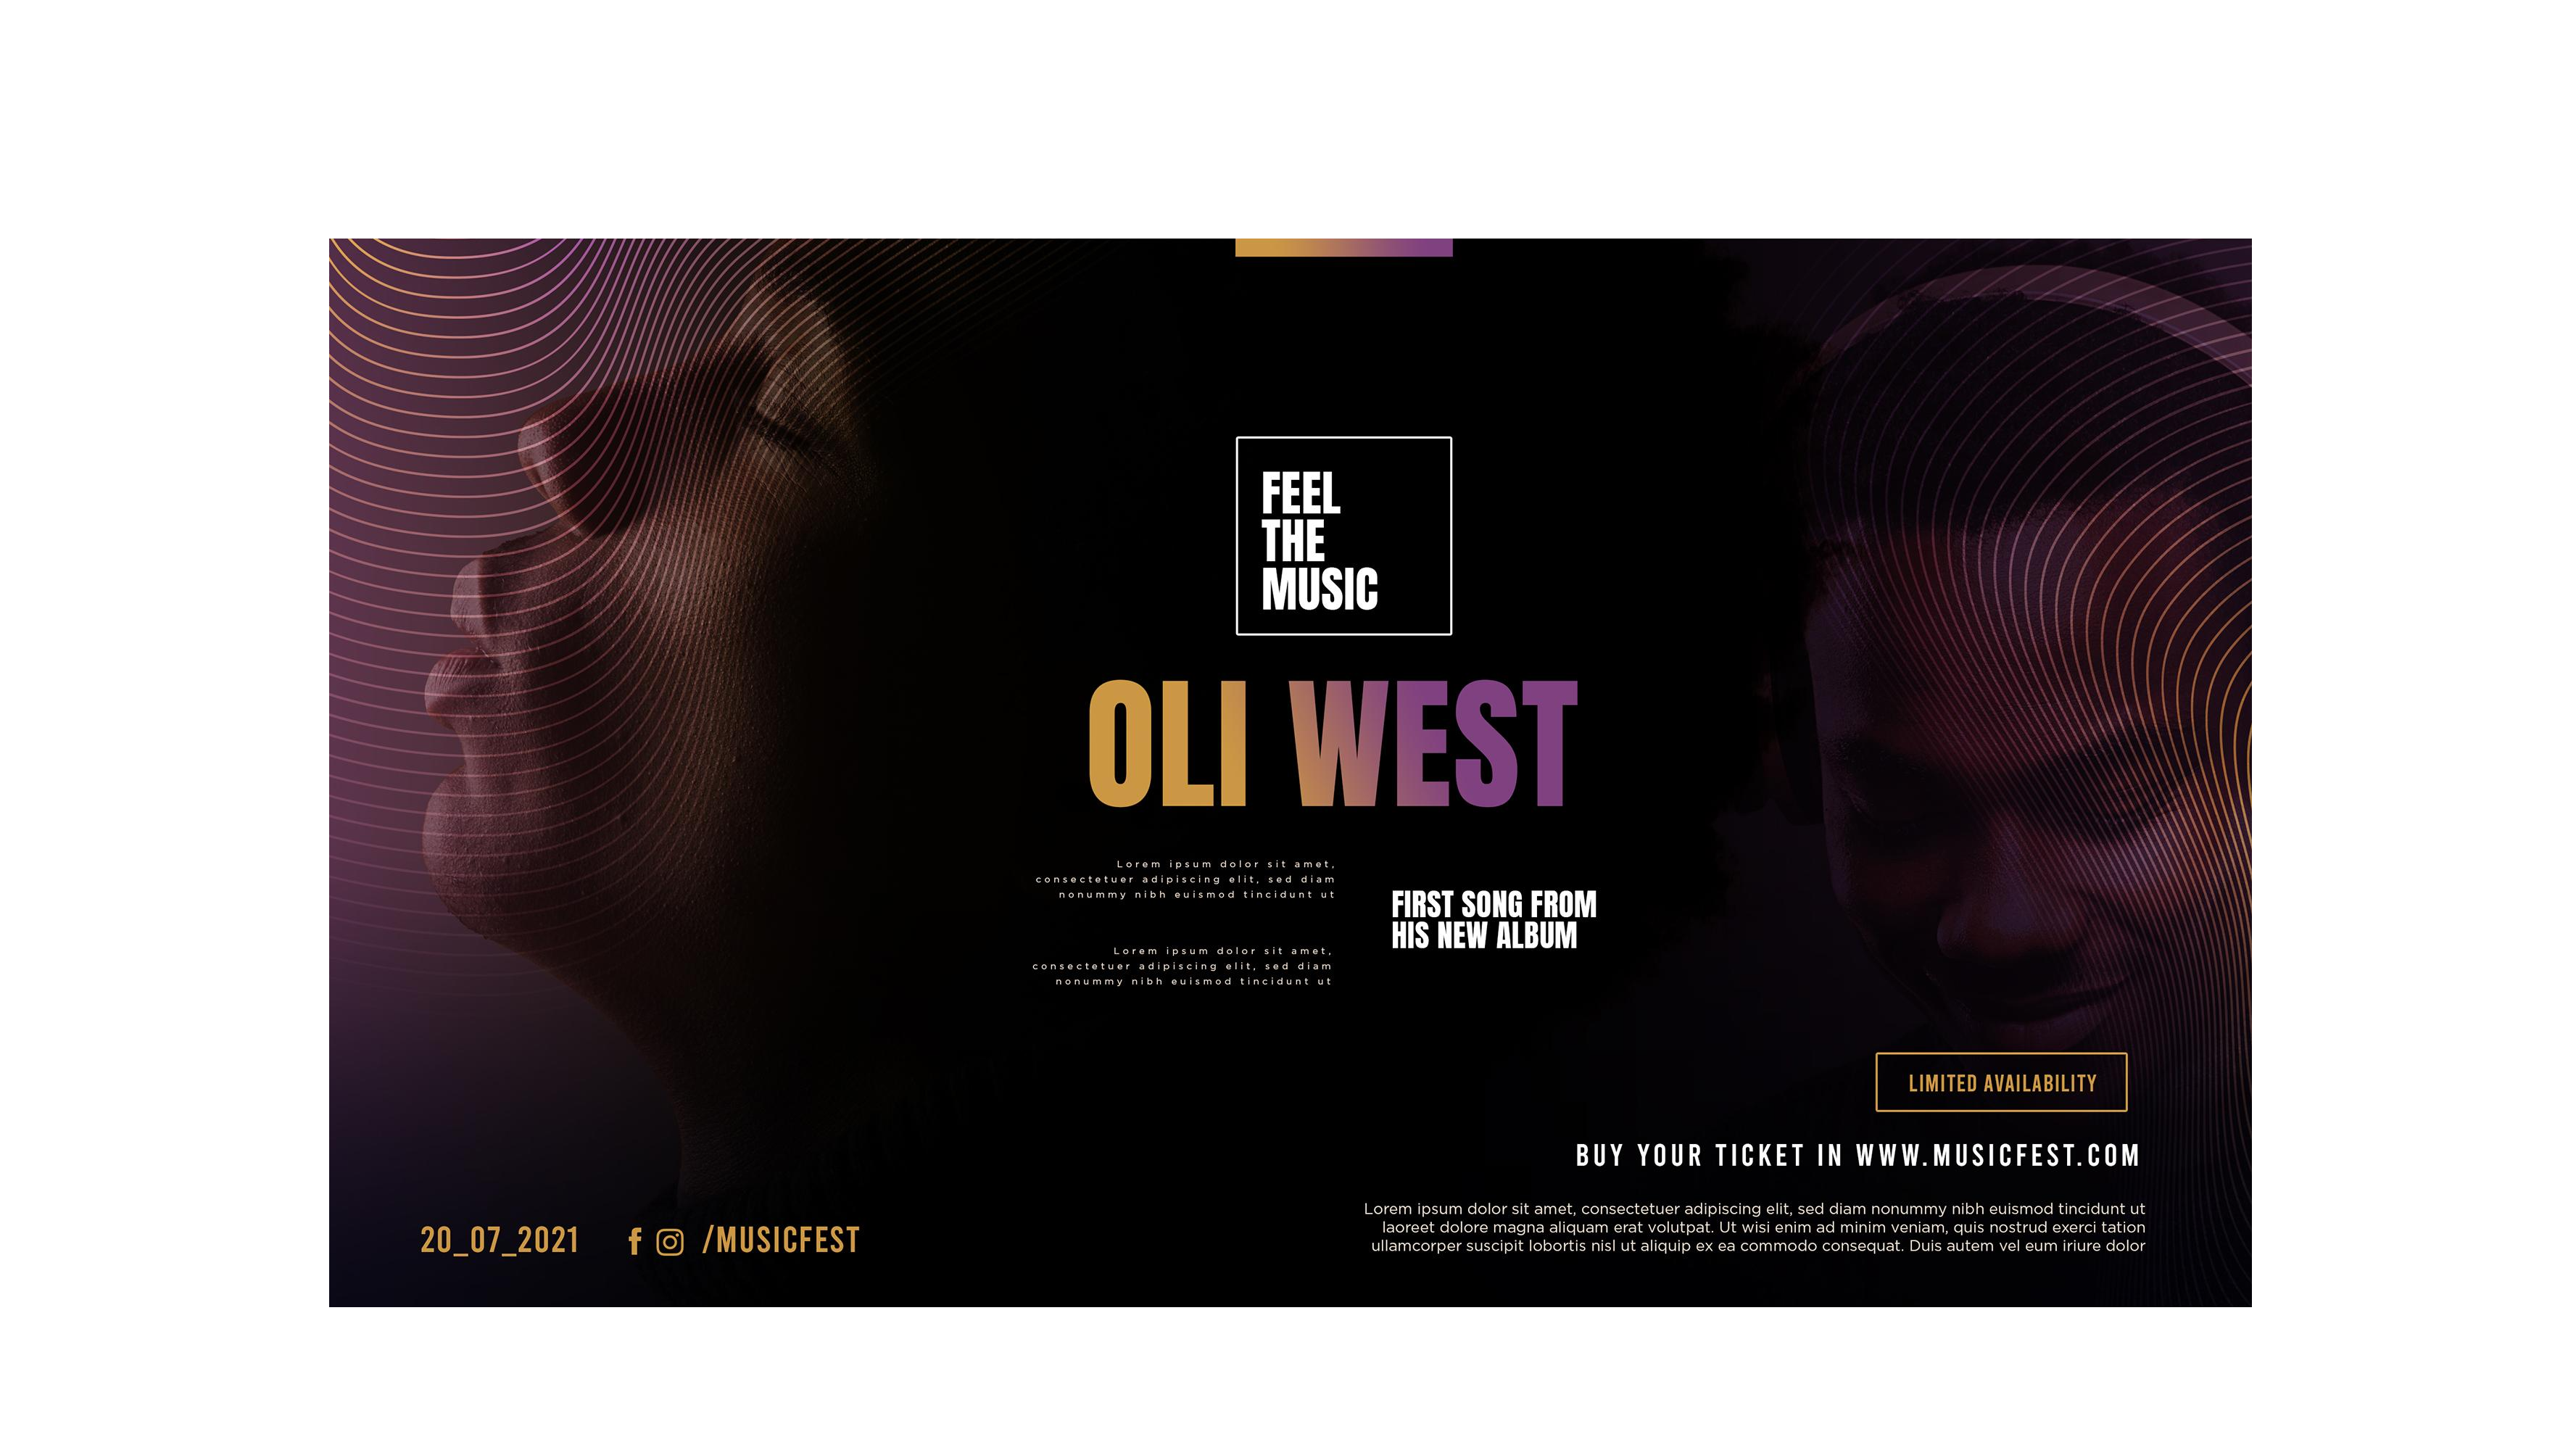 FEEL
THE
MUSIC
OLI WEST
Lorem ipsum dolor sit amet,
consectetuer adipiscing elit, sed diam
nonummy nibh euismod tincidunt ut
Lorem ipsum dolor sit amet,
consectetuer adipiscing elit, sed diam
nonummy nibh euismod tincidunt ut
FIRST SONG FROM
HIS NEW ALBUM
LIMITED AVAILABILITY
BUY YOUR TICKET IN WWW.MUSICFEST.COM
Lorem ipsum dolor sit amet, consectetuer adipiscing elit, sed diam nonummy nibh euismod tincidunt ut
laoreet dolore magna aliquam erat volutpat. Ut wisi enim ad minim veniam, quis nostrud exerci tation
ullamcorper suscipit lobortis nisl ut aliquip ex ea commodo consequat. Duis autem vel eum iriure dolor
20_07_2021 f /MUSICFEST